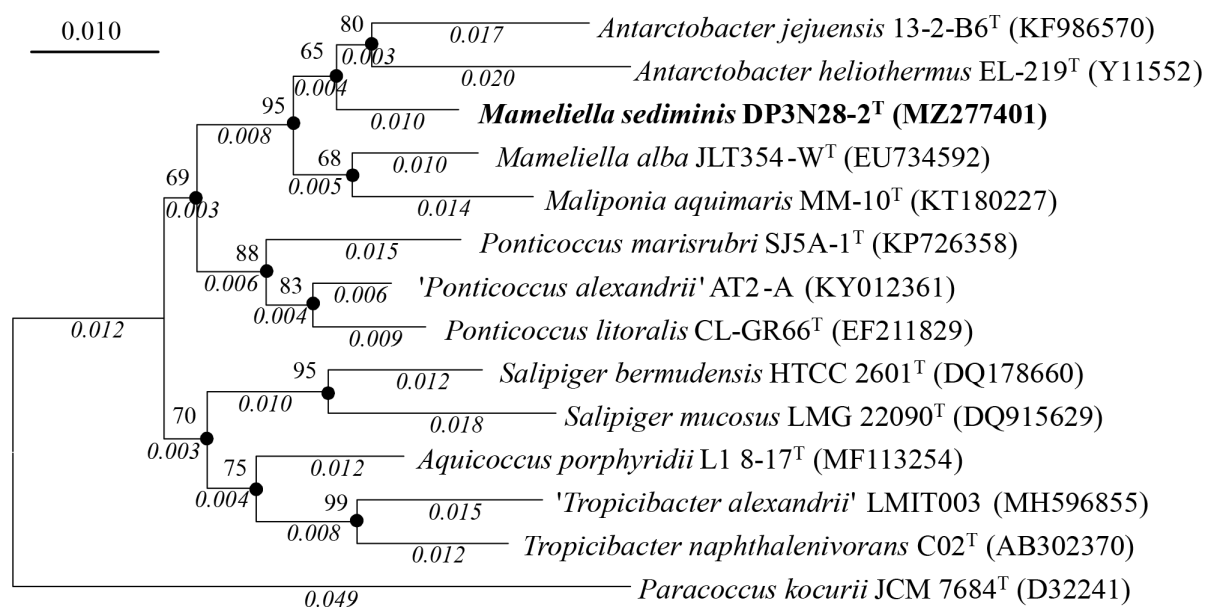 0.010
80
0.017
Antarctobacter jejuensis 13-2-B6ᵀ (KF986570)
65
0.003
0.020
Antarctobacter heliothermus EL-219ᵀ (Y11552)
0.004
95
0.010
Mameliella sediminis DP3N28-2ᵀ (MZ277401)
0.008
68
0.010
Mameliella alba JLT354-Wᵀ (EU734592)
69
0.005
0.014
Maliponia aquimaris MM-10ᵀ (KT180227)
0.003
88
0.015
Ponticoccus marisrubri SJ5A-1ᵀ (KP726358)
0.006
83
0.006
'Ponticoccus alexandrii' AT2-A (KY012361)
0.004
0.009
Ponticoccus litoralis CL-GR66ᵀ (EF211829)
0.012
95
0.012
Salipiger bermudensis HTCC 2601ᵀ (DQ178660)
70
0.010
0.018
Salipiger mucosus LMG 22090ᵀ (DQ915629)
0.003
75
0.012
Aquicoccus porphyridii L1 8-17ᵀ (MF113254)
0.004
99
0.015
'Tropicibacter alexandrii' LMIT003 (MH596855)
0.008
0.012
Tropicibacter naphthalenivorans C02ᵀ (AB302370)
0.049
Paracoccus kocurii JCM 7684ᵀ (D32241)